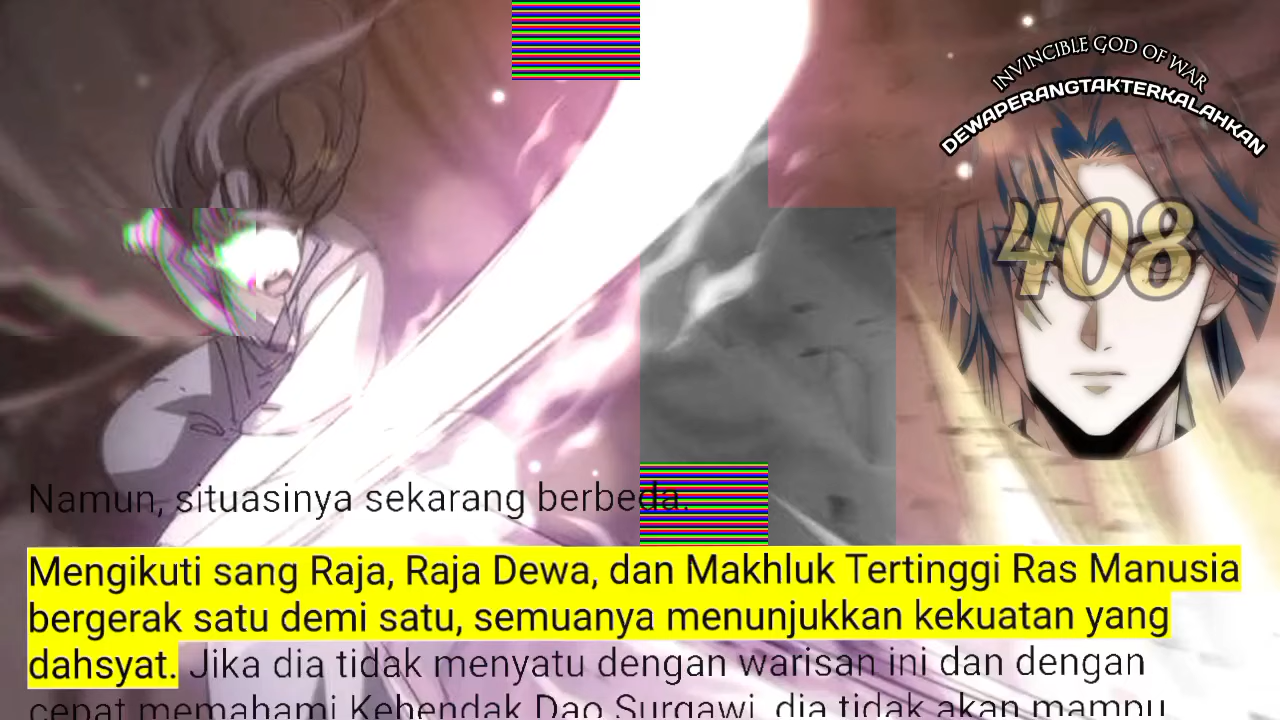 INVINCIBLE GOD OF WAR
DEWAPERANGTAKTERKALAHKAN
408
Namun, situasinya sekarang berbeda.
Mengikuti sang Raja, Raja Dewa, dan Makhluk Tertinggi Ras Manusia
bergerak satu demi satu, semuanya menunjukkan kekuatan yang
dahsyat. Jika dia tidak menyatu dengan warisan ini dan dengan
cepat memahami Kehendak Dao Surgawi, dia tidak akan mampu